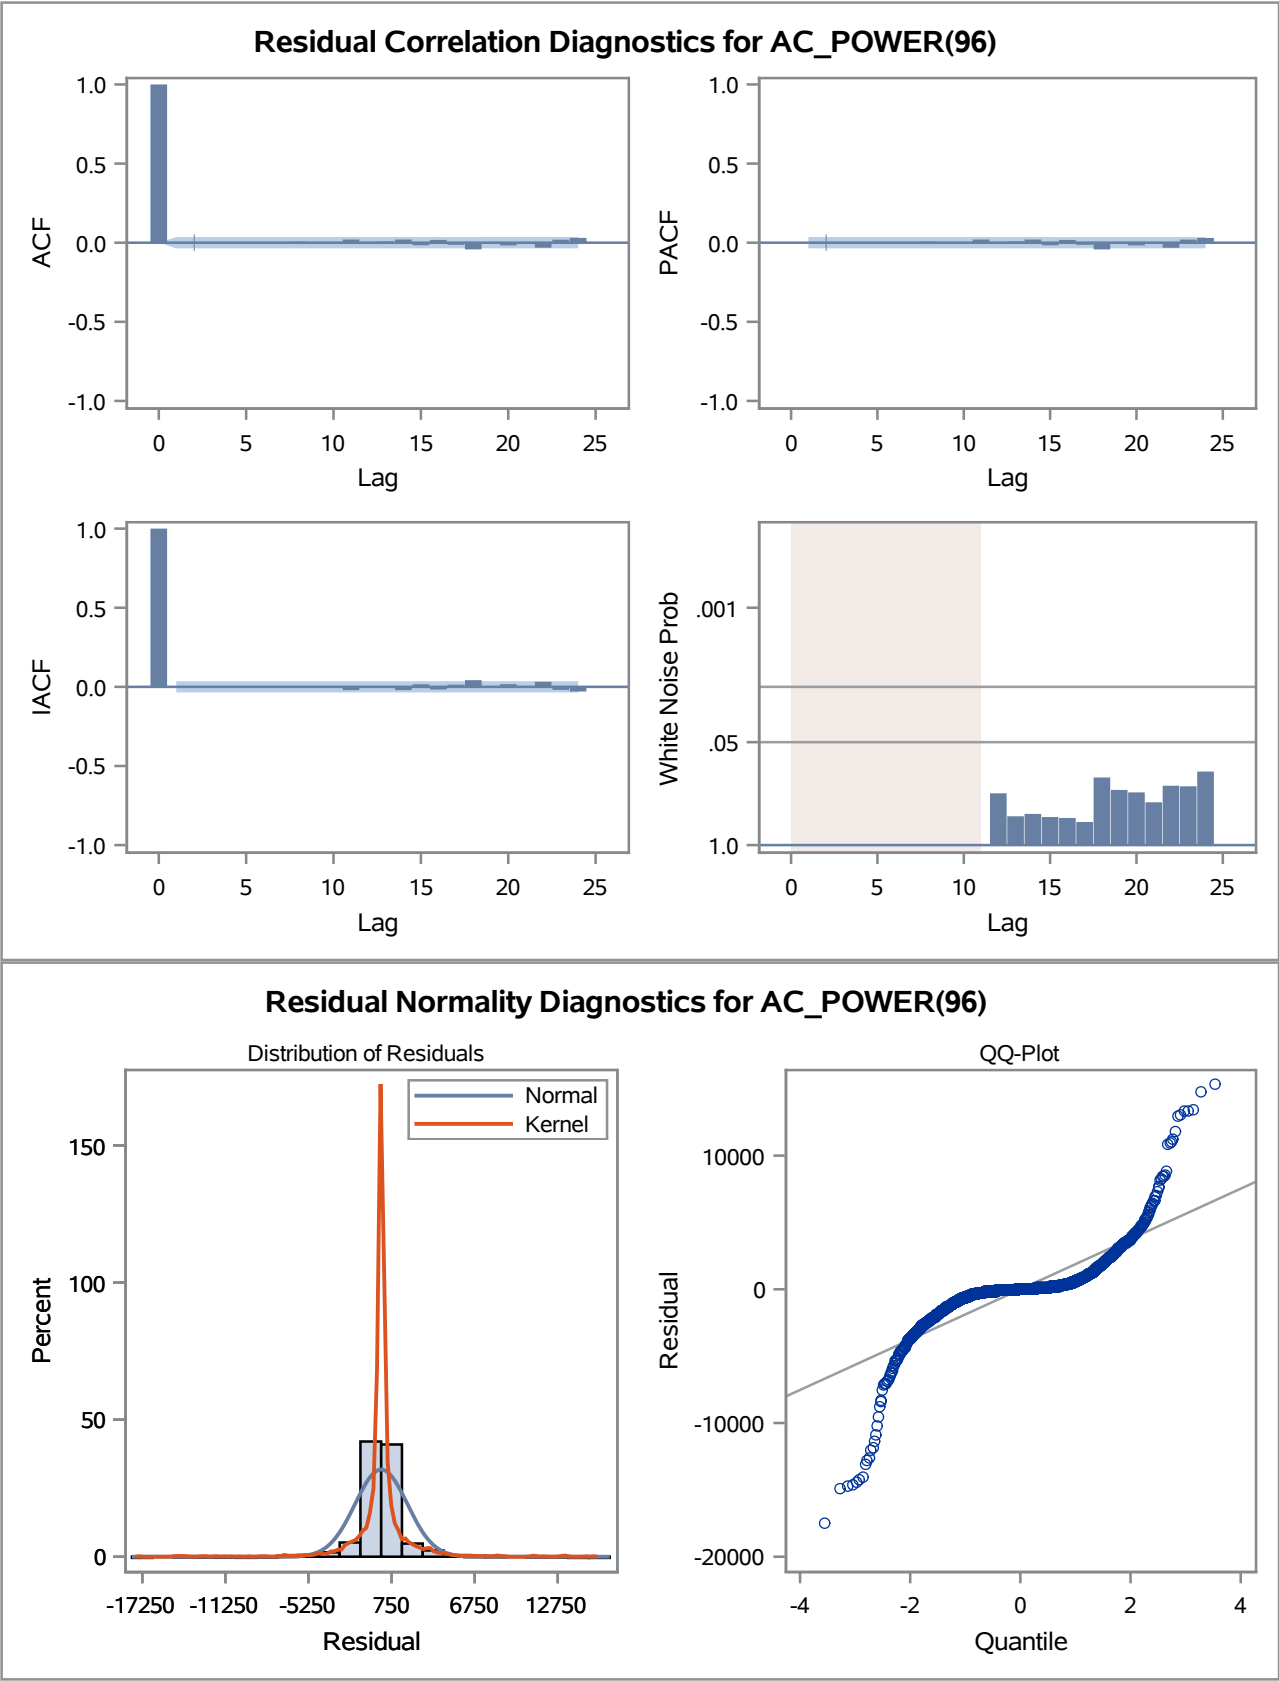 Residual Correlation Diagnostics for AC_POWER(96)
1.0
0.5
0.0
-0.5
-1.0
ACF
0 5 10 15 20 25
Lag
1.0
0.5
0.0
-0.5
-1.0
PACF
0 5 10 15 20 25
Lag
1.0
0.5
0.0
-0.5
-1.0
IACF
0 5 10 15 20 25
Lag
.001
.05
1.0
White Noise Prob
0 5 10 15 20 25
Lag
Residual Normality Diagnostics for AC_POWER(96)
Distribution of Residuals
Normal
Kernel
150
100
50
0
Percent
-17250 -11250 -5250 750 6750 12750
Residual
QQ-Plot
10000
0
-10000
-20000
Residual
-4 -2 0 2 4
Quantile